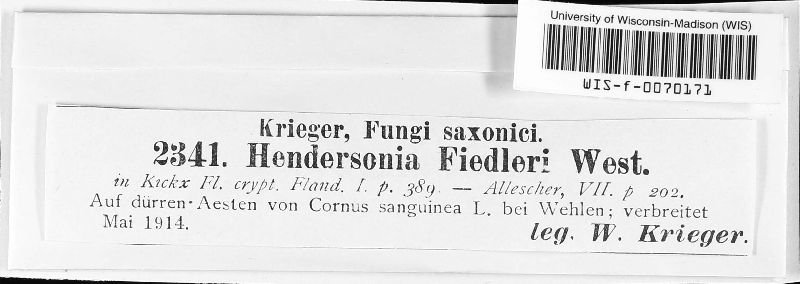 University of Wisconsin-Madison (WIS)
WIS-f-0070171
Krieger, Fungi saxonici.
2341. Hendersonia Fiedleri West.
in Kickx Fl. crypt. Fland. I. p. 389. — Allescher, VII. p 202.
Auf dürren Aesten von Cornus sanguinea L. bei Wehlen; verbreitet
Mai 1914.
leg. W. Krieger.